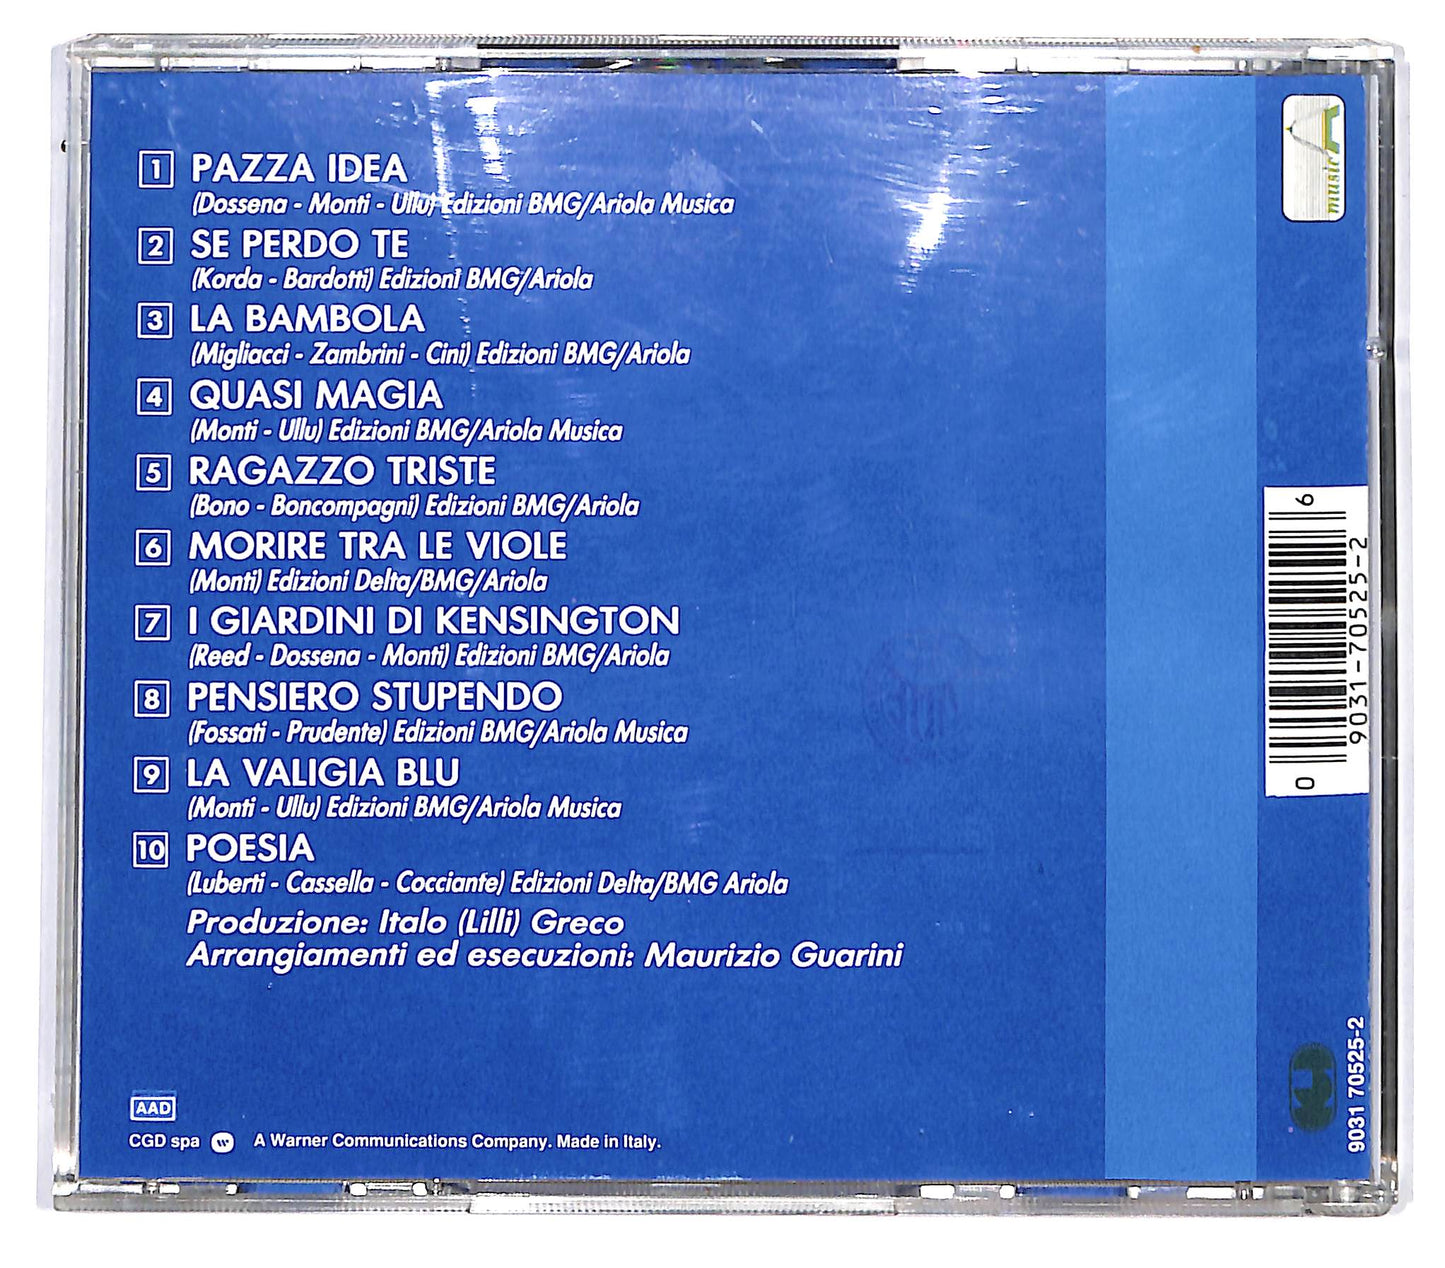 1 PAZZA IDEA
(Dossena - Monti - Ullu) Edizioni BMG/Ariola Musica
2 SE PERDO TE
(Korda - Bardotti) Edizioni BMG/Ariola
3 LA BAMBOLA
(Migliacci - Zambrini - Cini) Edizioni BMG/Ariola
4 QUASI MAGIA
(Monti - Ullu) Edizioni BMG/Ariola Musica
5 RAGAZZO TRISTE
(Bono - Boncompagni) Edizioni BMG/Ariola
6 MORIRE TRA LE VIOLE
(Monti) Edizioni Delta/BMG/Ariola
7 I GIARDINI DI KENSINGTON
(Reed - Dossena - Monti) Edizioni BMG/Ariola
8 PENSIERO STUPENDO
(Fossati - Prudente) Edizioni BMG/Ariola Musica
9 LA VALIGIA BLU
(Monti - Ullu) Edizioni BMG/Ariola Musica
10 POESIA
(Luberti - Cassella - Cocciante) Edizioni Delta/BMG Ariola
Produzione: Italo (Lilli) Greco
Arrangiamenti ed esecuzioni: Maurizio Guarini
AAD
CGD spa A Warner Communications Company. Made in Italy.
music A
0 9031-70525-2 6
CGD
9031 70525-2